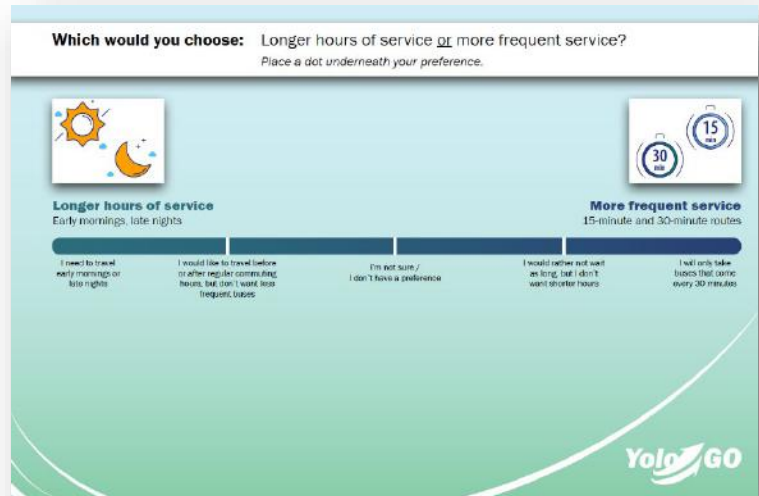 Which would you choose: Longer hours of service or more frequent service?
Place a dot underneath your preference.
15
min
30
min
Longer hours of service
Early mornings, late nights
More frequent service
15-minute and 30-minute routes
I need to travel
early mornings or
late nights
I would like to travel before
or after regular commuting
hours, but don't want less
frequent buses
I'm not sure /
I don't have a preference
I would rather not wait
as long, but I don't
want shorter hours
I will only take
buses that come
every 30 minutes
Yolo GO